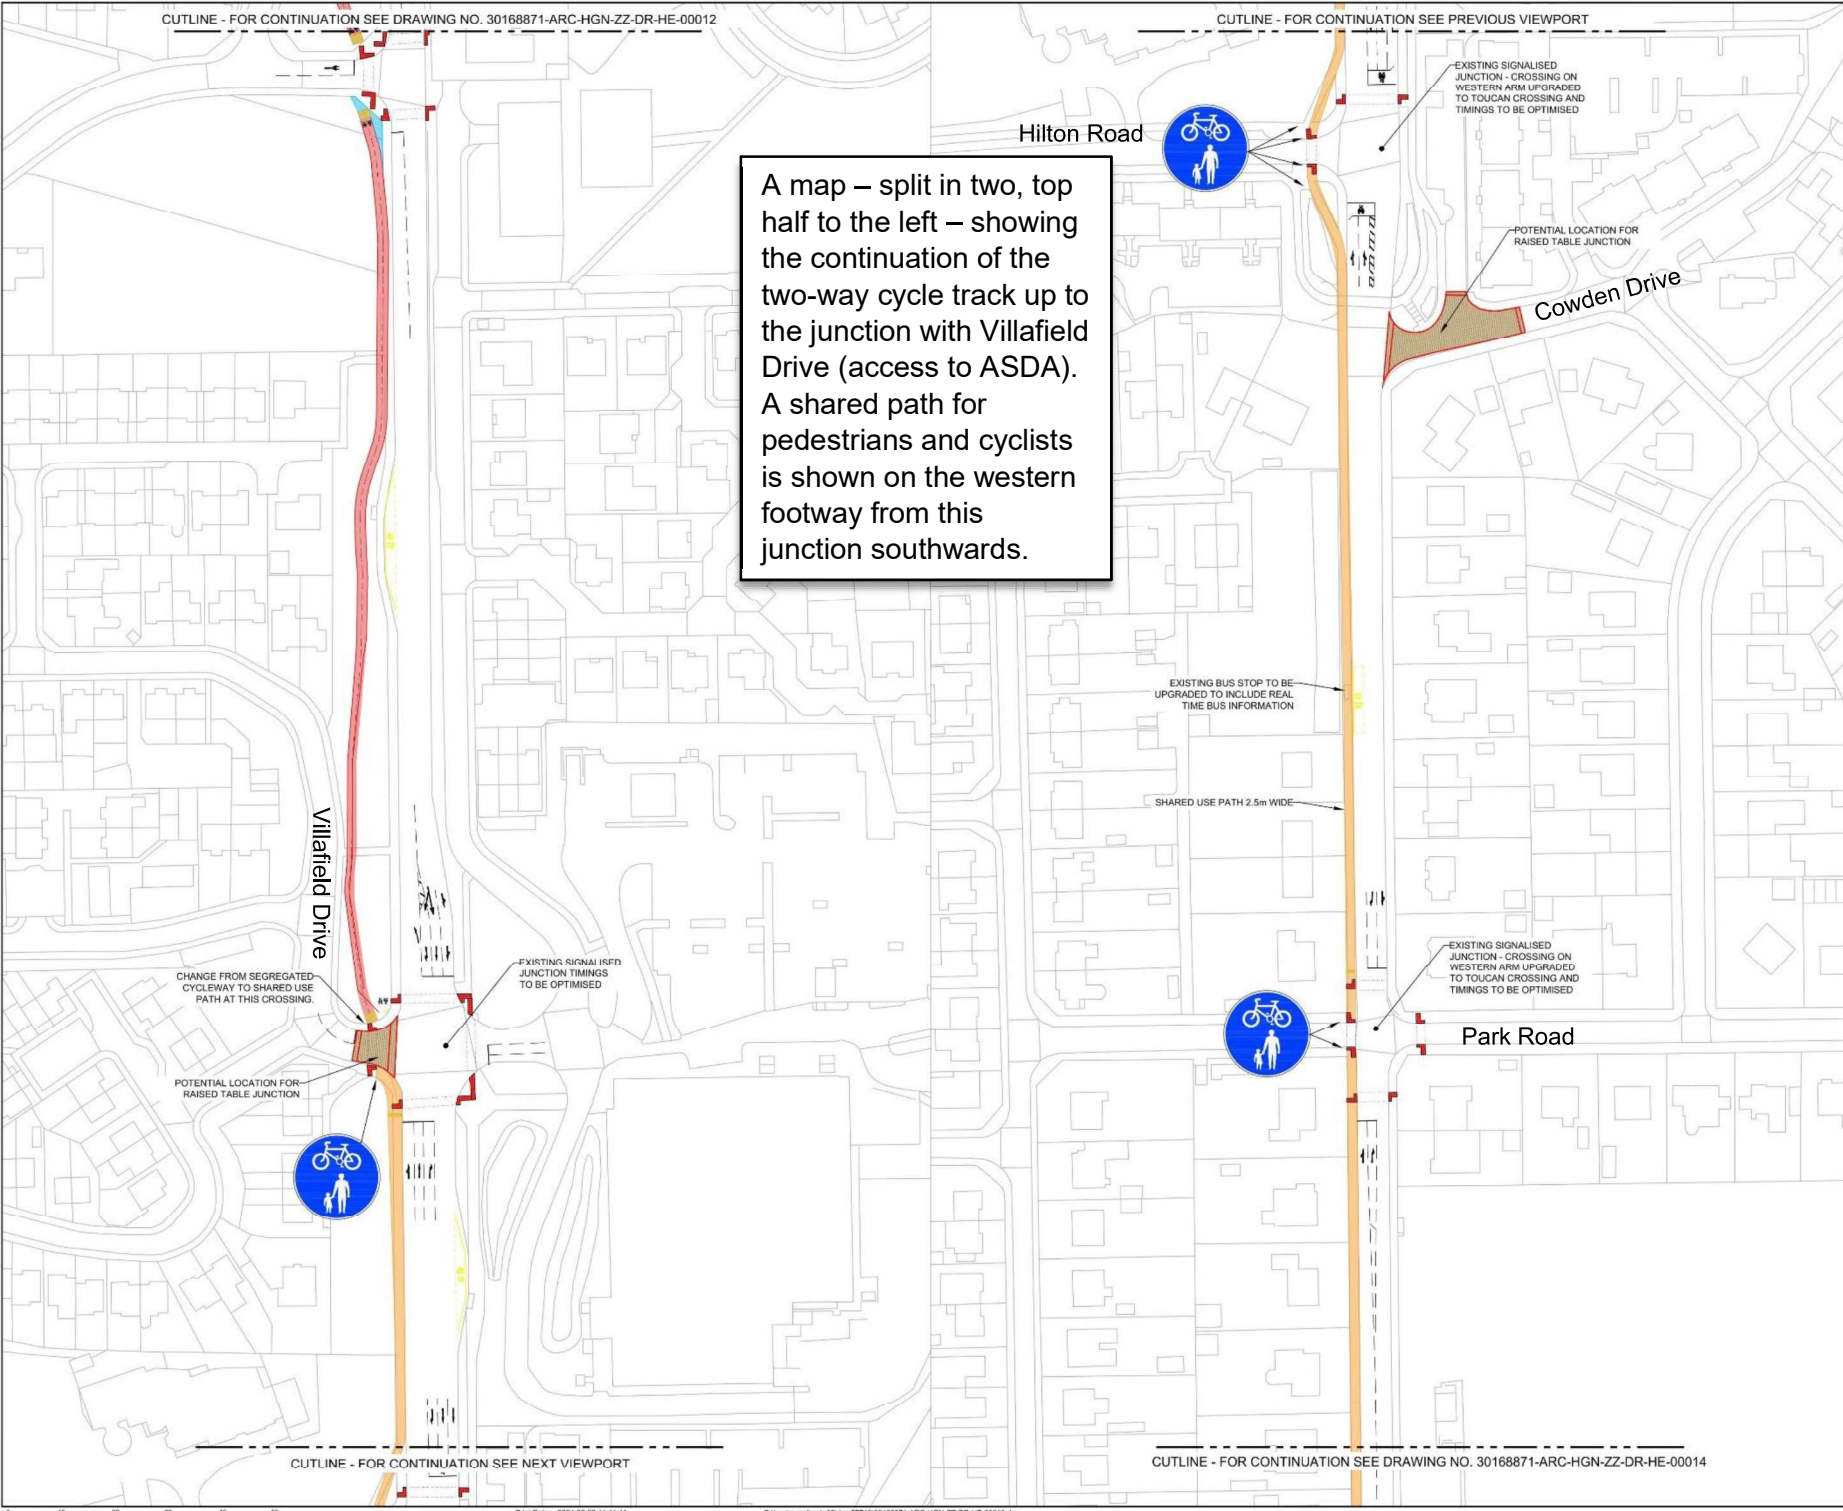 CUTLINE - FOR CONTINUATION SEE DRAWING NO. 30168871-ARC-HGN-ZZ-DR-HE-00012
Villafield Drive
CHANGE FROM SEGREGATED
CYCLEWAY TO SHARED USE
PATH AT THIS CROSSING.
EXISTING SIGNALISED
JUNCTION TIMINGS
TO BE OPTIMISED
POTENTIAL LOCATION FOR
RAISED TABLE JUNCTION
CUTLINE - FOR CONTINUATION SEE NEXT VIEWPORT
A map – split in two, top
half to the left – showing
the continuation of the
two-way cycle track up to
the junction with Villafield
Drive (access to ASDA).
A shared path for
pedestrians and cyclists
is shown on the western
footway from this
junction southwards.
CUTLINE - FOR CONTINUATION SEE PREVIOUS VIEWPORT
EXISTING SIGNALISED
JUNCTION - CROSSING ON
WESTERN ARM UPGRADED
TO TOUCAN CROSSING AND
TIMINGS TO BE OPTIMISED
Hilton Road
POTENTIAL LOCATION FOR
RAISED TABLE JUNCTION
Cowden Drive
EXISTING BUS STOP TO BE
UPGRADED TO INCLUDE REAL
TIME BUS INFORMATION
SHARED USE PATH 2.5m WIDE
EXISTING SIGNALISED
JUNCTION - CROSSING ON
WESTERN ARM UPGRADED
TO TOUCAN CROSSING AND
TIMINGS TO BE OPTIMISED
Park Road
CUTLINE - FOR CONTINUATION SEE DRAWING NO. 30168871-ARC-HGN-ZZ-DR-HE-00014